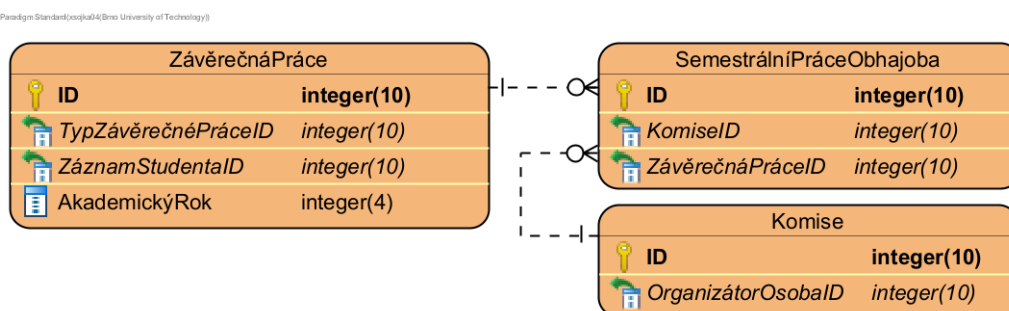 Paradigm Standard(xsojka04(Brno University of Technology))
ZávěrečnáPráce
ID integer(10)
TypZávěrečnéPráceID integer(10)
ZáznamStudentaID integer(10)
AkademickýRok integer(4)
SemestrálníPráceObhajoba
ID integer(10)
KomiseID integer(10)
ZávěrečnáPráceID integer(10)
Komise
ID integer(10)
OrganizátorOsobaID integer(10)